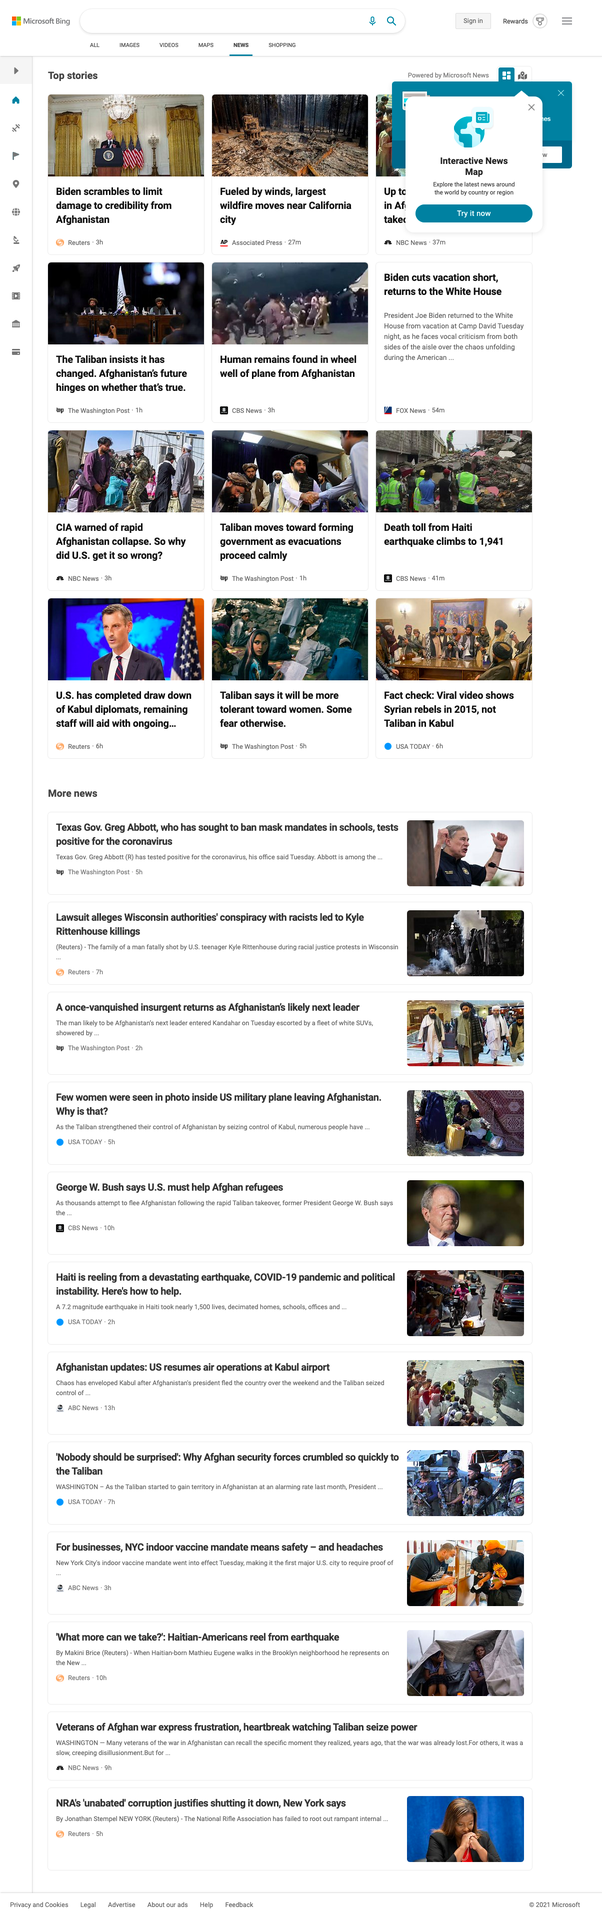 Microsoft Bing
Sign in
Rewards
ALL
IMAGES
VIDEOS
MAPS
NEWS
SHOPPING
Top stories
Powered by Microsoft News
Interactive News
Map
Explore the latest news around
the world by country or region
Try it now
Biden scrambles to limit
damage to credibility from
Afghanistan
Reuters · 3h
Fueled by winds, largest
wildfire moves near California
city
AP Associated Press · 27m
Up to
in Af
NBC News · 37m
The Taliban insists it has
changed. Afghanistan's future
hinges on whether that's true.
wp The Washington Post · 1h
Human remains found in wheel
well of plane from Afghanistan
CBS News · 3h
Biden cuts vacation short,
returns to the White House
President Joe Biden returned to the White
House from vacation at Camp David Tuesday
night, as he faces vocal criticism from both
sides of the aisle over the chaos unfolding
during the American ...
FOX News · 54m
CIA warned of rapid
Afghanistan collapse. So why
did U.S. get it so wrong?
NBC News · 3h
Taliban moves toward forming
government as evacuations
proceed calmly
wp The Washington Post · 1h
Death toll from Haiti
earthquake climbs to 1,941
CBS News · 41m
U.S. has completed draw down
of Kabul diplomats, remaining
staff will aid with ongoing...
Reuters · 6h
Taliban says it will be more
tolerant toward women. Some
fear otherwise.
wp The Washington Post · 5h
Fact check: Viral video shows
Syrian rebels in 2015, not
Taliban in Kabul
USA TODAY · 6h
More news
Texas Gov. Greg Abbott, who has sought to ban mask mandates in schools, tests
positive for the coronavirus
Texas Gov. Greg Abbott (R) has tested positive for the coronavirus, his office said Tuesday. Abbott is among the ...
wp The Washington Post · 5h
Lawsuit alleges Wisconsin authorities' conspiracy with racists led to Kyle
Rittenhouse killings
(Reuters) - The family of a man fatally shot by U.S. teenager Kyle Rittenhouse during racial justice protests in Wisconsin
...
Reuters · 7h
A once-vanquished insurgent returns as Afghanistan's likely next leader
The man likely to be Afghanistan's next leader entered Kandahar on Tuesday escorted by a fleet of white SUVs,
showered by ...
wp The Washington Post · 2h
Few women were seen in photo inside US military plane leaving Afghanistan.
Why is that?
As the Taliban strengthened their control of Afghanistan by seizing control of Kabul, numerous people have ...
USA TODAY · 5h
George W. Bush says U.S. must help Afghan refugees
As thousands attempt to flee Afghanistan following the rapid Taliban takeover, former President George W. Bush says
the ...
CBS News · 10h
Haiti is reeling from a devastating earthquake, COVID-19 pandemic and political
instability. Here's how to help.
A 7.2 magnitude earthquake in Haiti took nearly 1,500 lives, decimated homes, schools, offices and ...
USA TODAY · 2h
Afghanistan updates: US resumes air operations at Kabul airport
Chaos has enveloped Kabul after Afghanistan's president fled the country over the weekend and the Taliban seized
control of ...
ABC News · 13h
'Nobody should be surprised': Why Afghan security forces crumbled so quickly to
the Taliban
WASHINGTON – As the Taliban started to gain territory in Afghanistan at an alarming rate last month, President ...
USA TODAY · 7h
For businesses, NYC indoor vaccine mandate means safety – and headaches
New York City's indoor vaccine mandate went into effect Tuesday, making it the first major U.S. city to require proof of
...
ABC News · 3h
'What more can we take?': Haitian-Americans reel from earthquake
By Makini Brice (Reuters) - When Haitian-born Mathieu Eugene walks in the Brooklyn neighborhood he represents on
the New ...
Reuters · 10h
Veterans of Afghan war express frustration, heartbreak watching Taliban seize power
WASHINGTON — Many veterans of the war in Afghanistan can recall the specific moment they realized, years ago, that the war was already lost.For others, it was a
slow, creeping disillusionment.But for ...
NBC News · 9h
NRA's 'unabated' corruption justifies shutting it down, New York says
By Jonathan Stempel NEW YORK (Reuters) - The National Rifle Association has failed to root out rampant internal ...
Reuters · 5h
Privacy and Cookies
Legal
Advertise
About our ads
Help
Feedback
© 2021 Microsoft